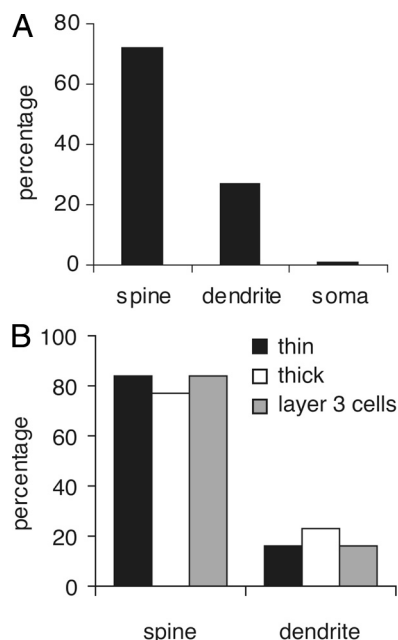 A
80
60
40
20
0
percentage
spine dendrite soma
B
100
80
60
40
20
0
percentage
thin
thick
layer 3 cells
spine dendrite